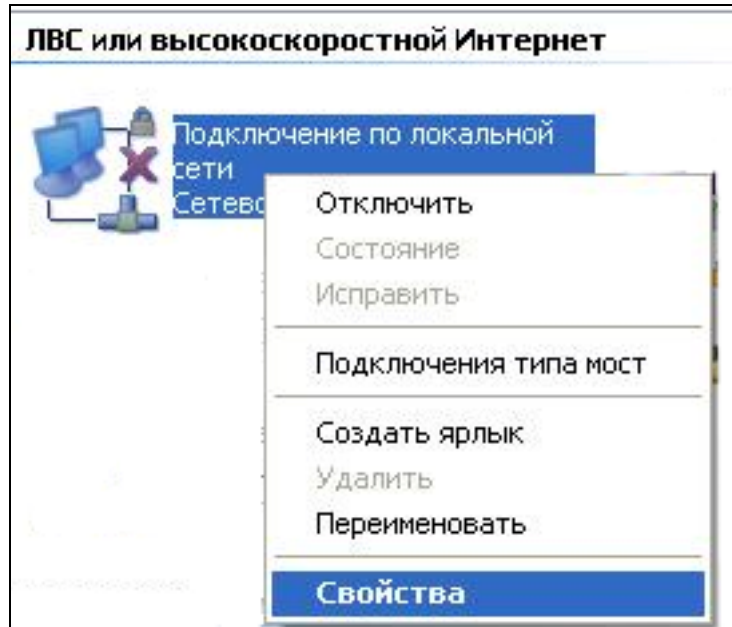 ЛВС или высокоскоростной Интернет
Подключение по локальной
сети
Отключить
Состояние
Исправить
Подключения типа мост
Создать ярлык
Удалить
Переименовать
Свойства